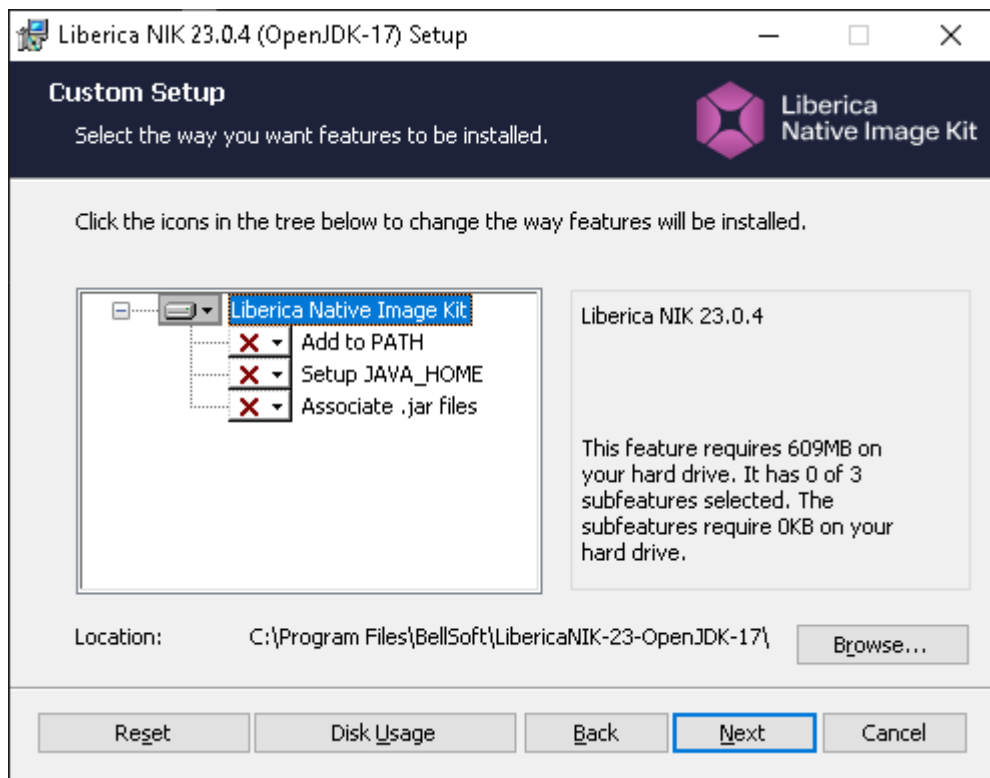 Liberica NIK 23.0.4 (OpenJDK-17) Setup
Custom Setup
Select the way you want features to be installed.
Liberica
Native Image Kit
Click the icons in the tree below to change the way features will be installed.
Liberica Native Image Kit
Add to PATH
Setup JAVA_HOME
Associate .jar files
Liberica NIK 23.0.4
This feature requires 609MB on
your hard drive. It has 0 of 3
subfeatures selected. The
subfeatures require 0KB on your
hard drive.
Location: C:\Program Files\BellSoft\LibericaNIK-23-OpenJDK-17\ Browse...
Reset Disk Usage Back Next Cancel